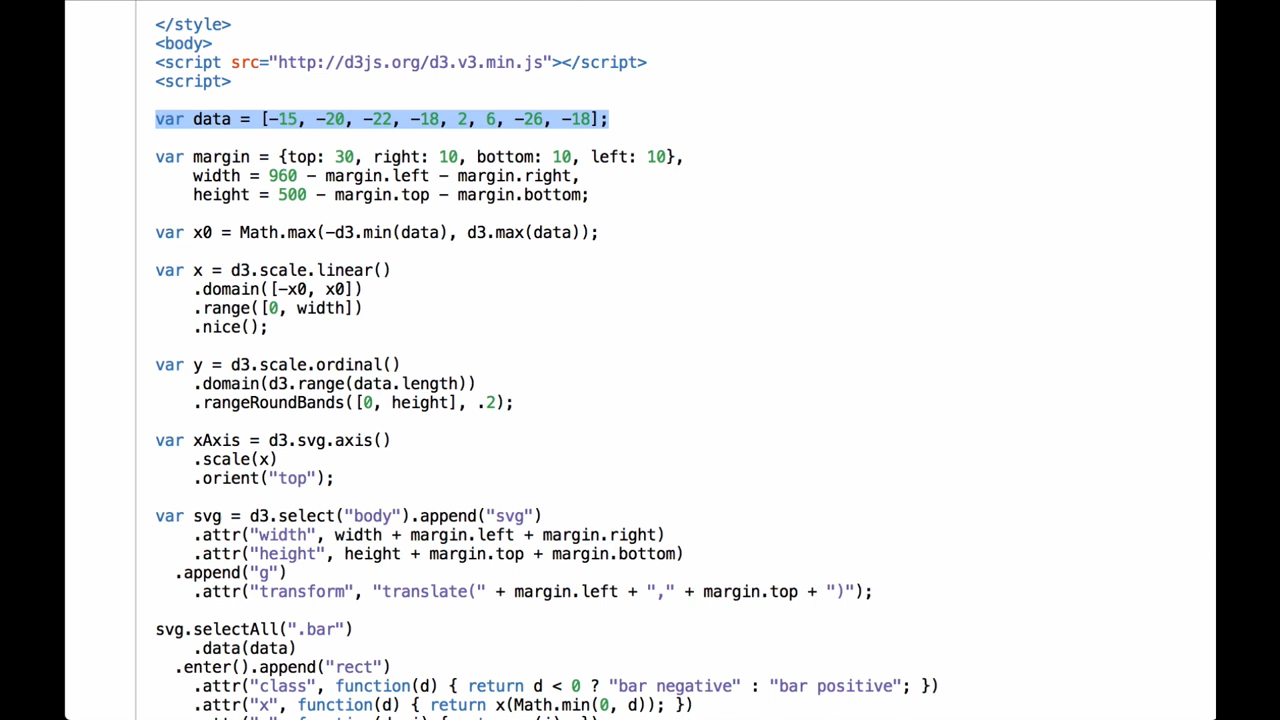 </style>
<body>
<script src="http://d3js.org/d3.v3.min.js"></script>
<script>
var data = [-15, -20, -22, -18, 2, 6, -26, -18];
var margin = {top: 30, right: 10, bottom: 10, left: 10},
    width = 960 - margin.left - margin.right,
    height = 500 - margin.top - margin.bottom;
var x0 = Math.max(-d3.min(data), d3.max(data));
var x = d3.scale.linear()
    .domain([-x0, x0])
    .range([0, width])
    .nice();
var y = d3.scale.ordinal()
    .domain(d3.range(data.length))
    .rangeRoundBands([0, height], .2);
var xAxis = d3.svg.axis()
    .scale(x)
    .orient("top");
var svg = d3.select("body").append("svg")
    .attr("width", width + margin.left + margin.right)
    .attr("height", height + margin.top + margin.bottom)
  .append("g")
    .attr("transform", "translate(" + margin.left + "," + margin.top + ")");
svg.selectAll(".bar")
    .data(data)
  .enter().append("rect")
    .attr("class", function(d) { return d < 0 ? "bar negative" : "bar positive"; })
    .attr("x", function(d) { return x(Math.min(0, d)); })